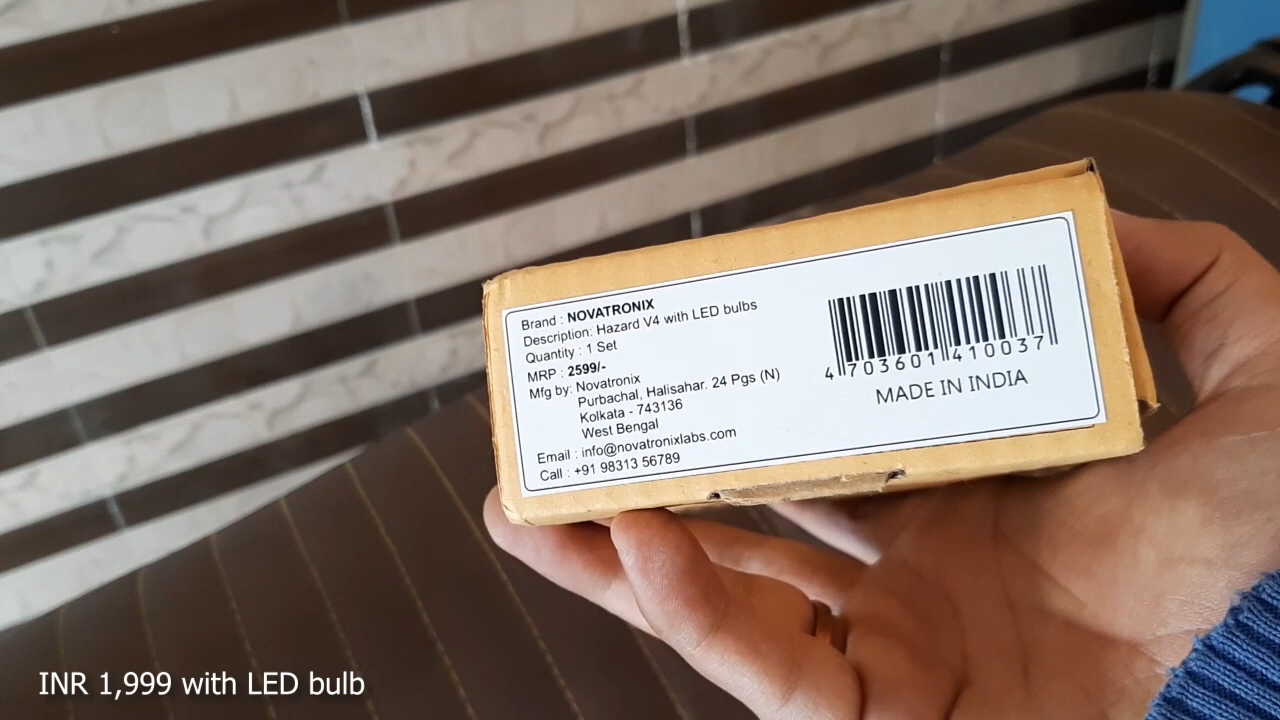 Brand : NOVATRONIX
Description: Hazard V4 with LED bulbs
Quantity : 1 Set
MRP : 2599/-
Mfg by: Novatronix
Purbachal, Halisahar. 24 Pgs (N)
Kolkata - 743136
West Bengal
Email : info@novatronixlabs.com
Call : +91 98313 56789
4 703601 410037
MADE IN INDIA
INR 1,999 with LED bulb